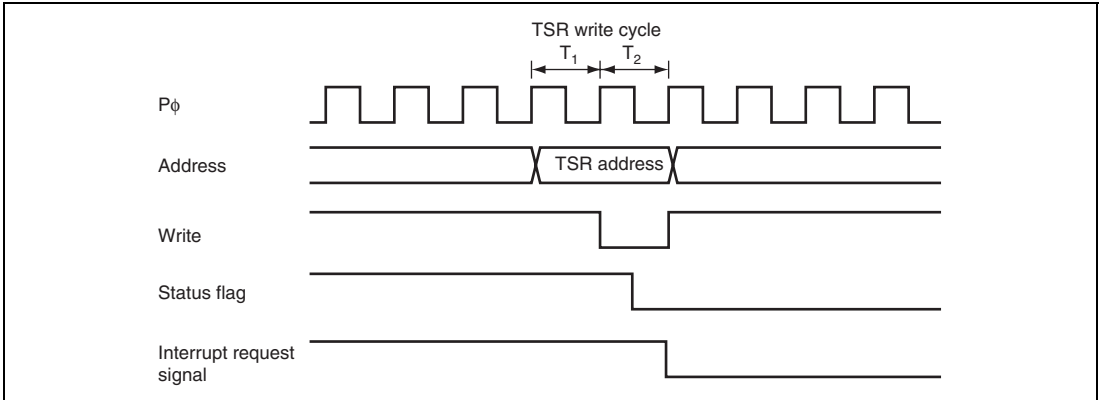 TSR write cycle
T1 T2
Pϕ
Address
TSR address
Write
Status flag
Interrupt request
signal